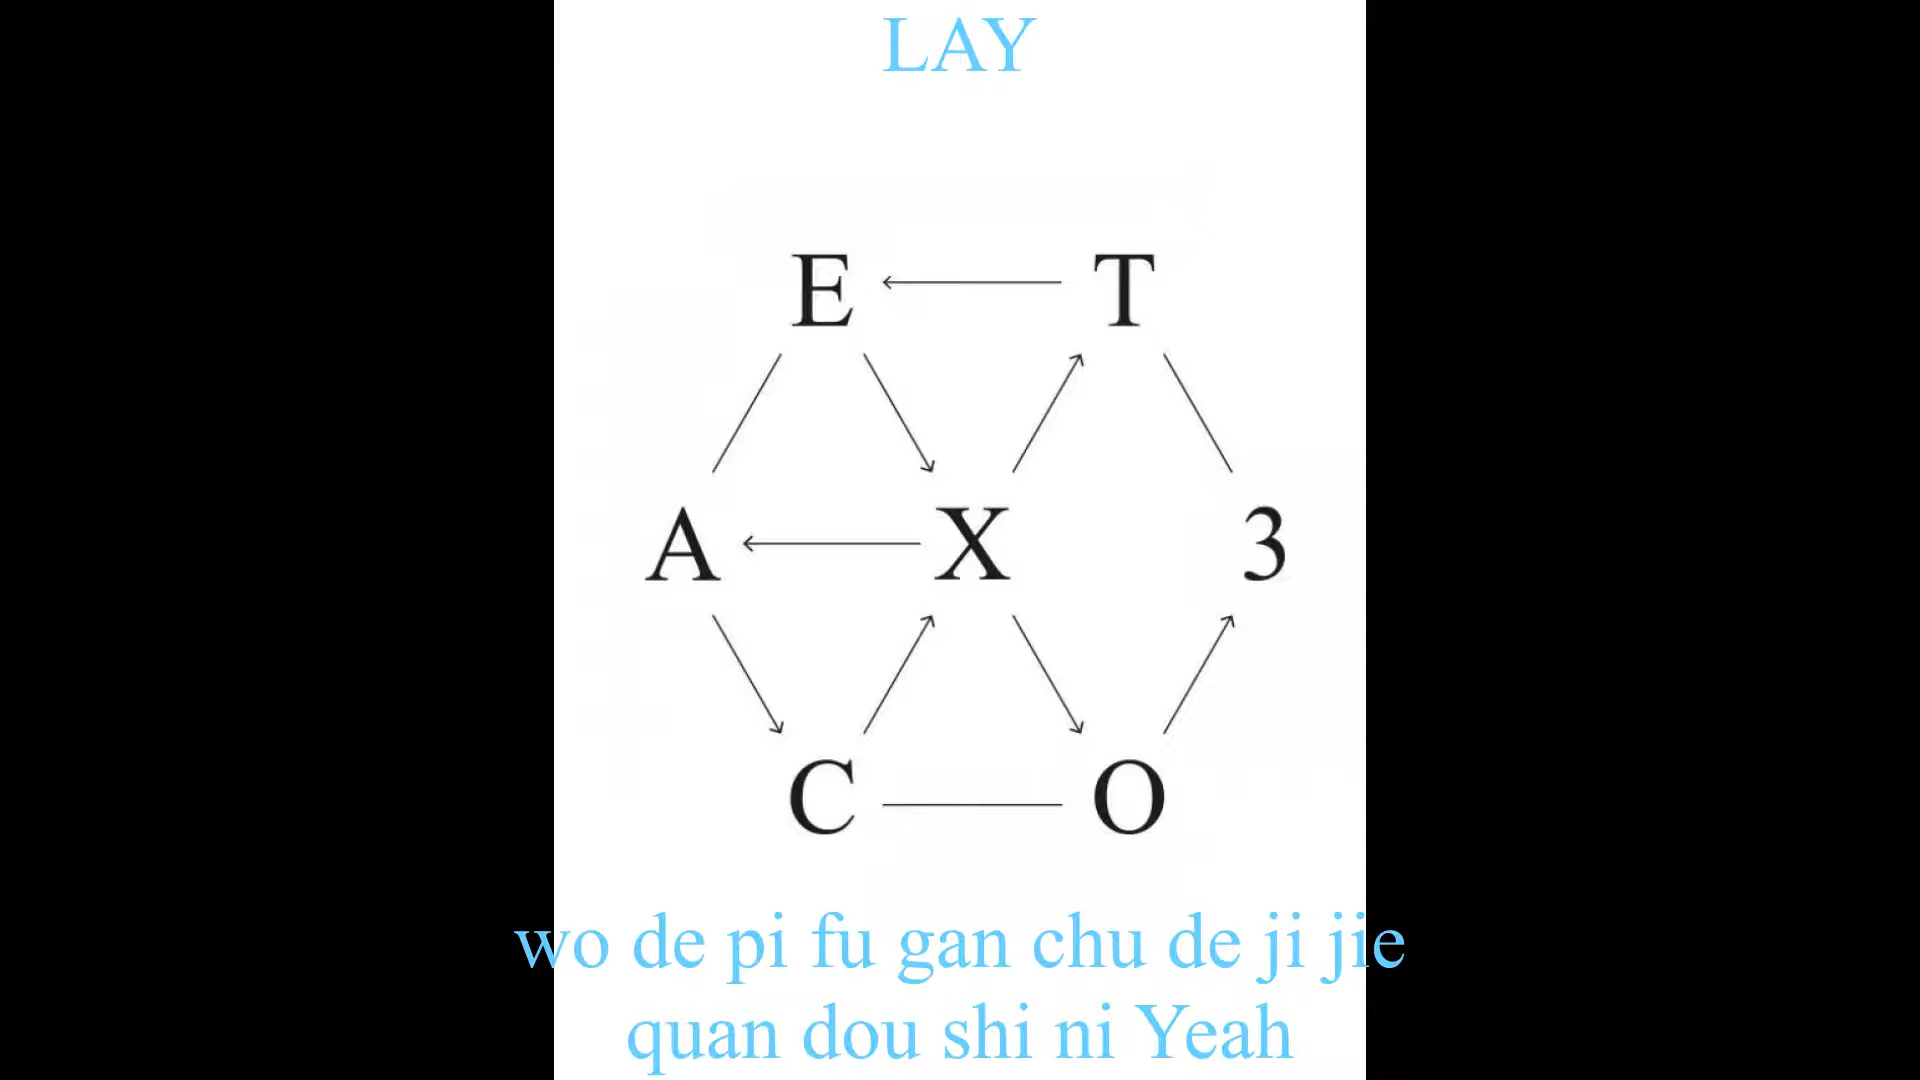 LAY
E T
A X 3
C O
wo de pi fu gan chu de ji jie
quan dou shi ni Yeah